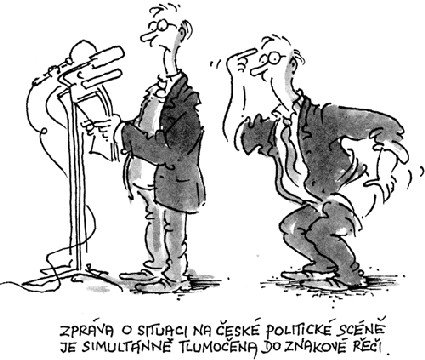 ZPRÁVA O SITUACI NA ČESKÉ POLITICKÉ SCÉNĚ
JE SIMULTÁNNĚ TLUMOČENA DO ZNAKOVÉ ŘEČI.